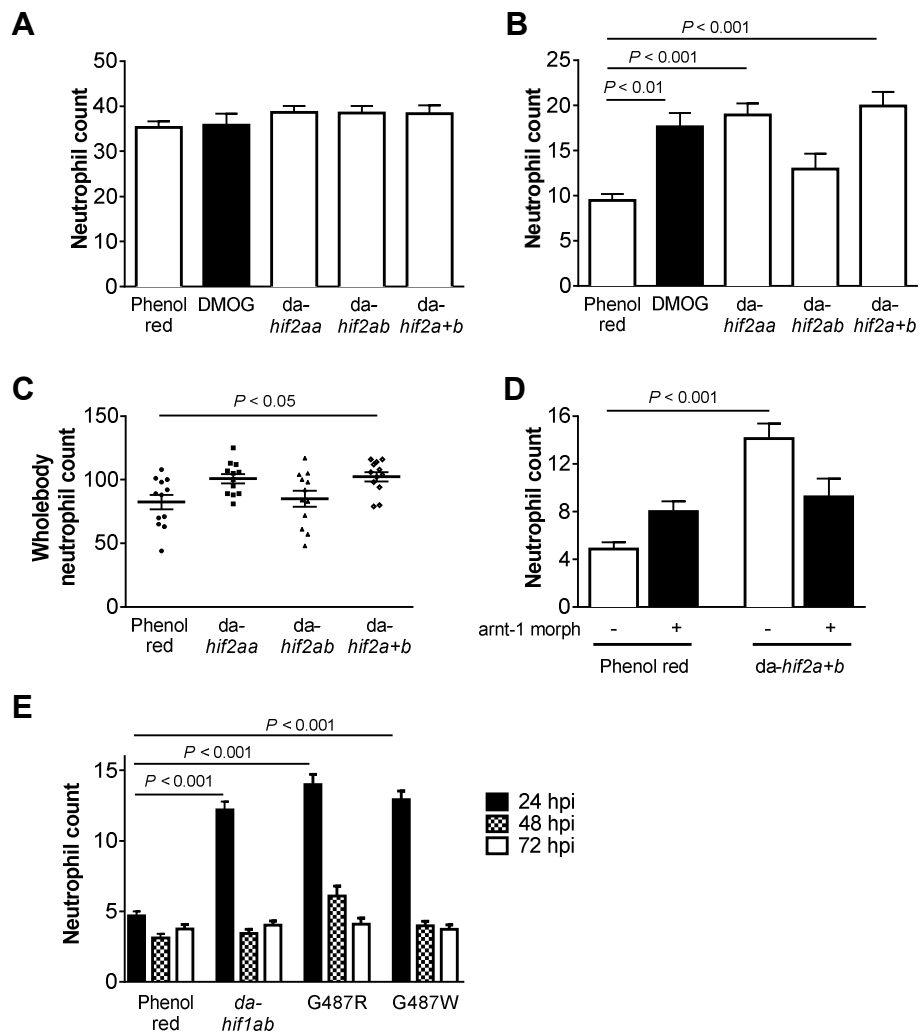 A
Neutrophil count
50
40
30
20
10
0
Phenol red
DMOG
da-hif2aa
da-hif2ab
da-hif2a+b
B
P < 0.001
P < 0.001
P < 0.01
Neutrophil count
25
20
15
10
5
0
Phenol red
DMOG
da-hif2aa
da-hif2ab
da-hif2a+b
C
P < 0.05
Wholebody neutrophil count
150
100
50
0
Phenol red
da-hif2aa
da-hif2ab
da-hif2a+b
D
P < 0.001
Neutrophil count
16
12
8
4
0
arnt-1 morph - + - +
Phenol red
da-hif2a+b
E
P < 0.001
P < 0.001
P < 0.001
Neutrophil count
15
10
5
0
Phenol red
da-hif1ab
G487R
G487W
24 hpi
48 hpi
72 hpi